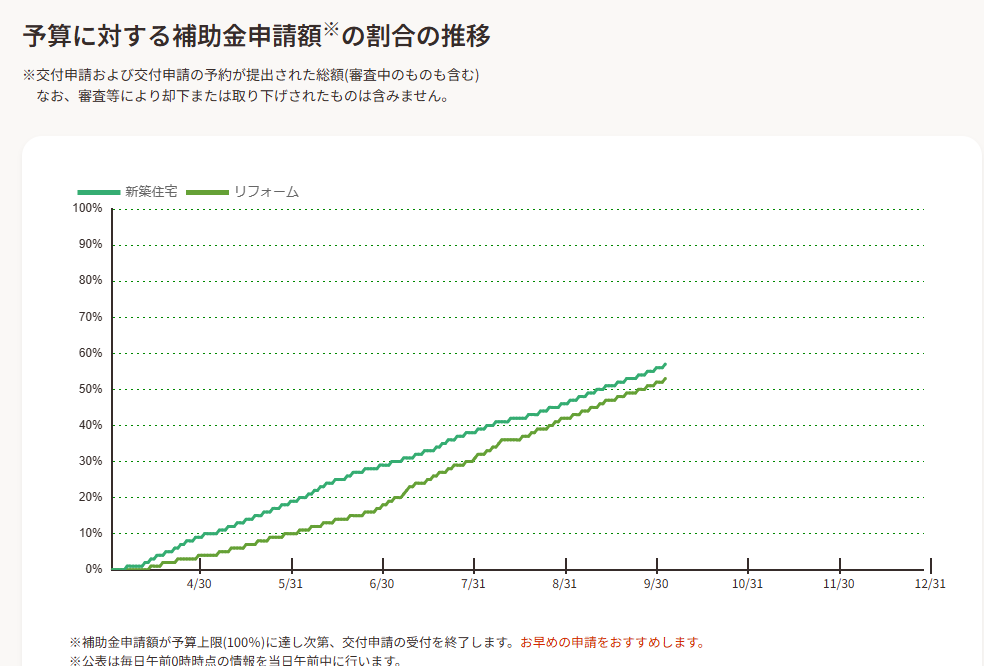 予算に対する補助金申請額※の割合の推移
※交付申請および交付申請の予約が提出された総額(審査中のものも含む)
なお、審査等により却下または取り下げされたものは含みません。
新築住宅 リフォーム
100%
90%
80%
70%
60%
50%
40%
30%
20%
10%
0%
4/30 5/31 6/30 7/31 8/31 9/30 10/31 11/30 12/31
※補助金申請額が予算上限(100%)に達し次第、交付申請の受付を終了します。お早めの申請をおすすめします。
※公表は毎日午前0時時点の情報を当日午前中に行います。